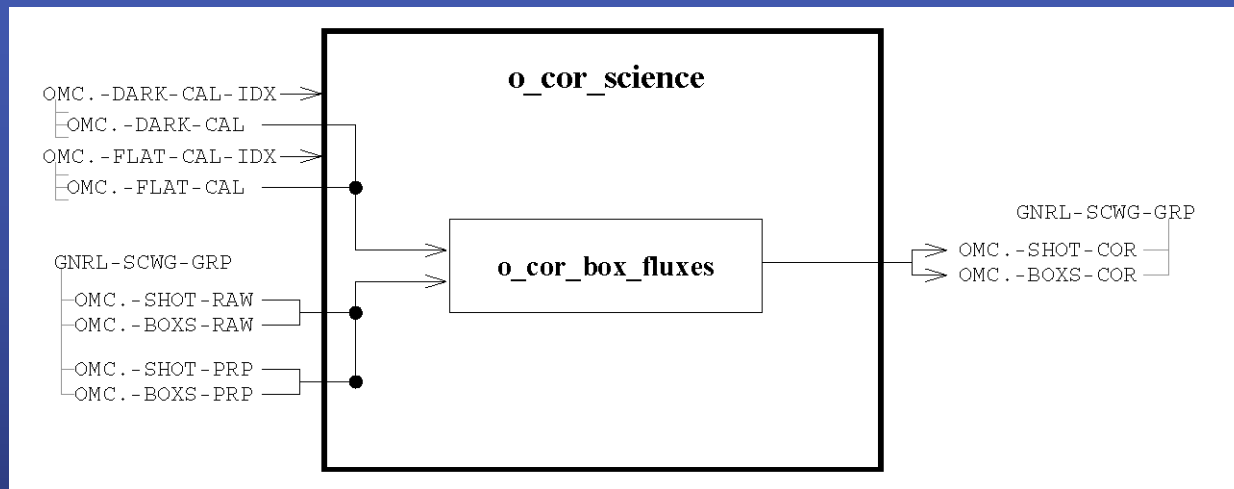 o_cor_science
OMC.-DARK-CAL-IDX
OMC.-DARK-CAL
OMC.-FLAT-CAL-IDX
OMC.-FLAT-CAL
GNRL-SCWG-GRP
OMC.-SHOT-RAW
OMC.-BOXS-RAW
OMC.-SHOT-PRP
OMC.-BOXS-PRP
o_cor_box_fluxes
GNRL-SCWG-GRP
OMC.-SHOT-COR
OMC.-BOXS-COR